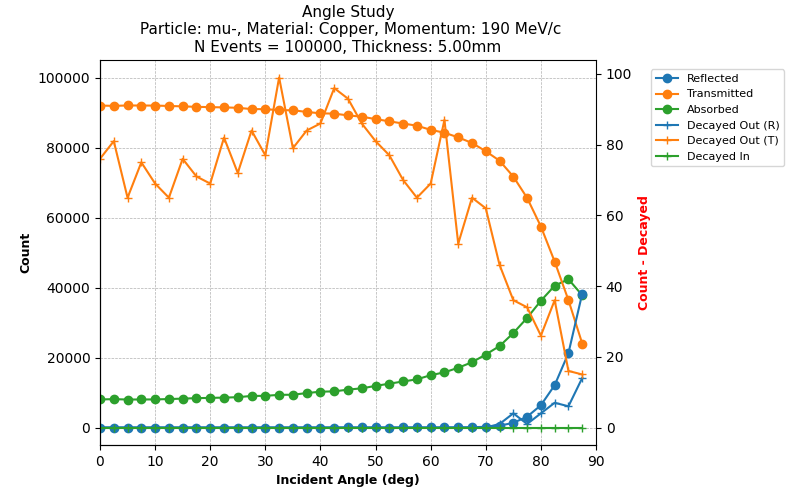 Angle Study
Particle: mu-, Material: Copper, Momentum: 190 MeV/c
N Events = 100000, Thickness: 5.00mm
Count
100000
80000
60000
40000
20000
0
0 10 20 30 40 50 60 70 80 90
Incident Angle (deg)
100
80
60
40
20
0
Count - Decayed
Reflected
Transmitted
Absorbed
Decayed Out (R)
Decayed Out (T)
Decayed In